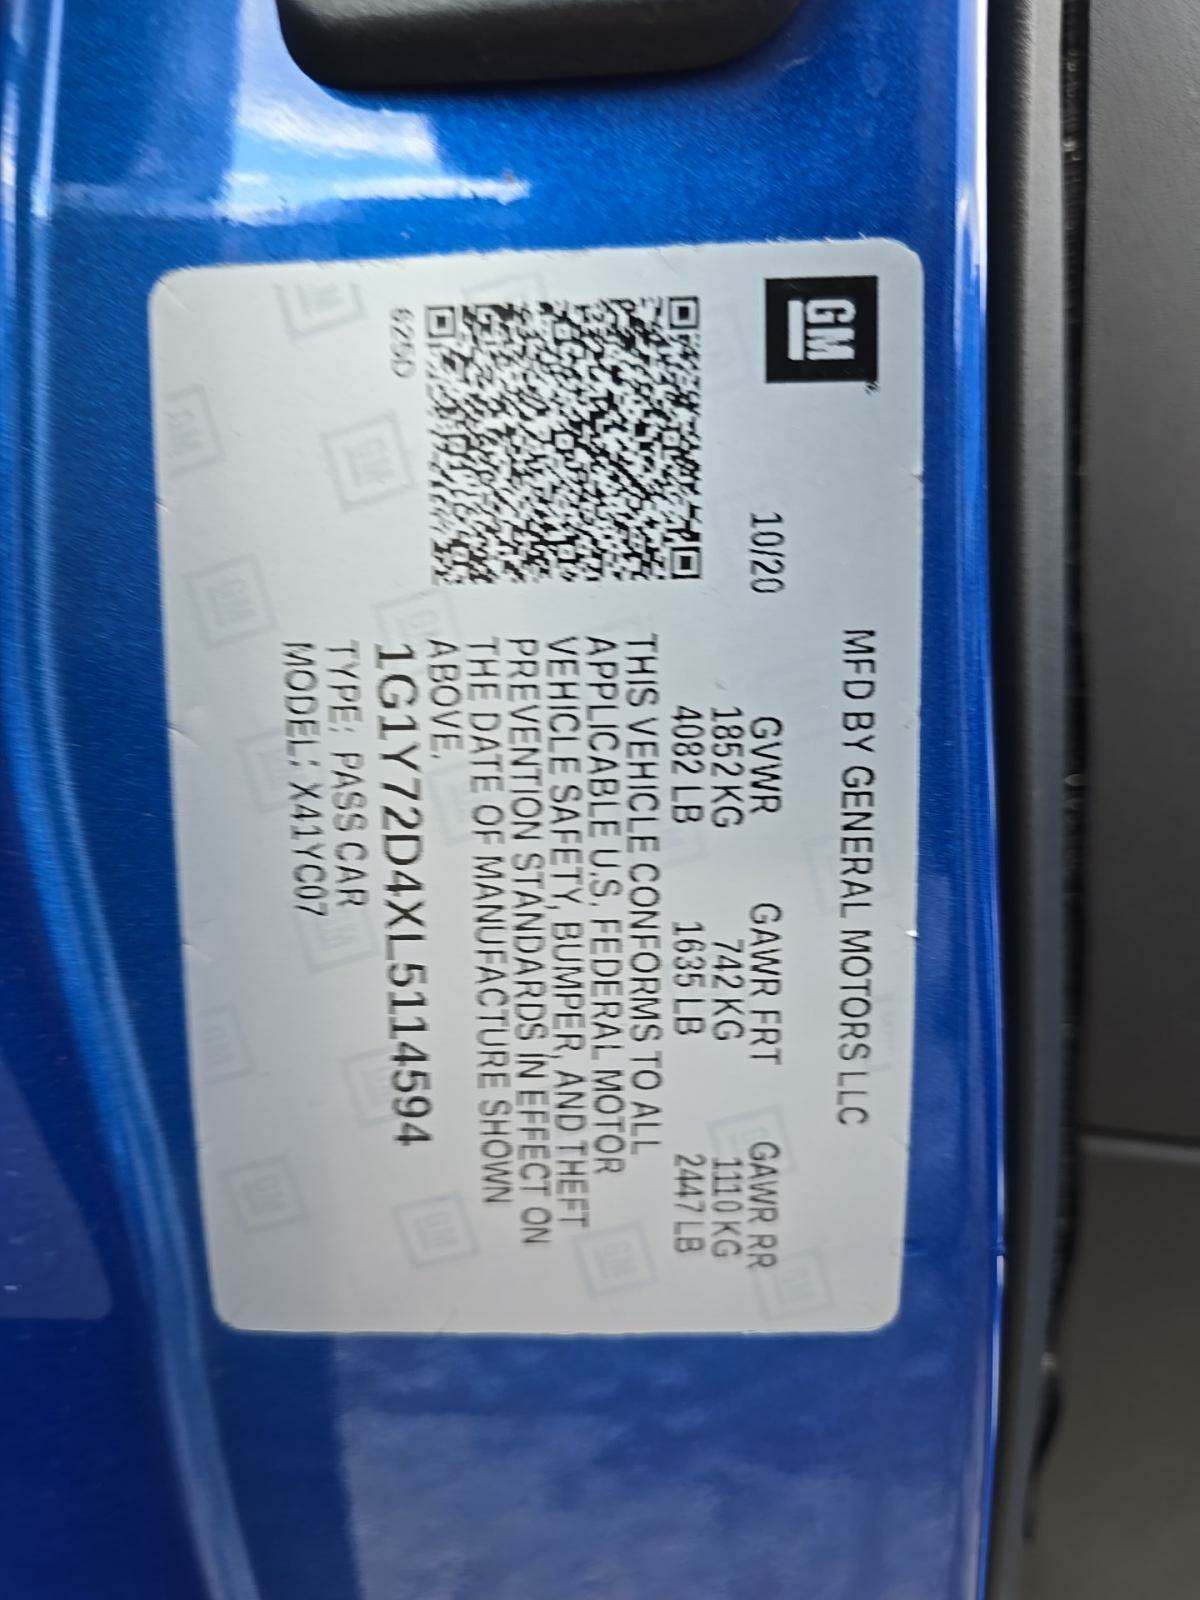 GM
MFD BY GENERAL MOTORS LLC
10/20 GVWR GAWR FRT GAWR RR
1852 KG 742 KG 1110 KG
4082 LB 1635 LB 2447 LB
THIS VEHICLE CONFORMS TO ALL
APPLICABLE U.S. FEDERAL MOTOR
VEHICLE SAFETY, BUMPER, AND THEFT
PREVENTION STANDARDS IN EFFECT ON
THE DATE OF MANUFACTURE SHOWN
ABOVE.
1G1Y72D4XL5114594
TYPE: PASS CAR
MODEL: X41YC07